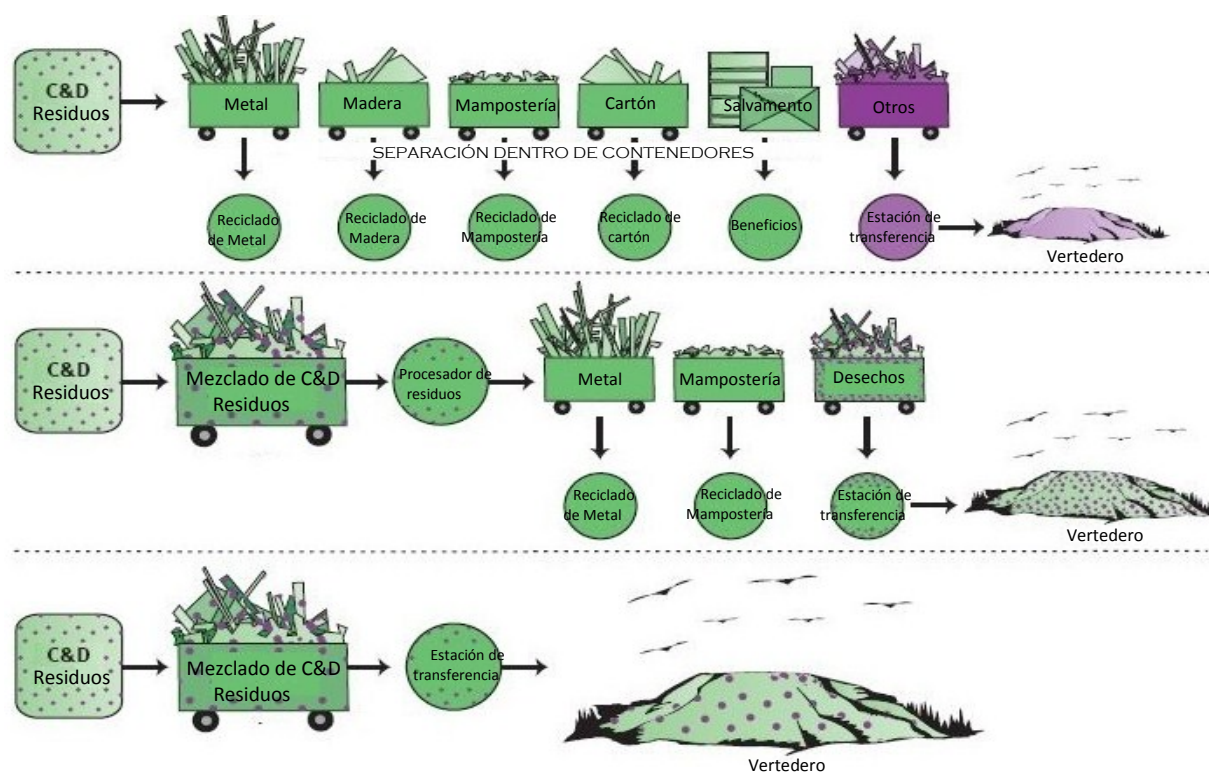 C&D
Residuos
Metal
Madera
Mampostería
Cartón
Salvamento
Otros
SEPARACIÓN DENTRO DE CONTENEDORES
Reciclado
de Metal
Reciclado de
Madera
Reciclado de
Mampostería
Reciclado de
cartón
Beneficios
Estación de
transferencia
Vertedero
C&D
Residuos
Mezclado de C&D
Residuos
Procesador de
residuos
Metal
Mampostería
Desechos
Reciclado
de Metal
Reciclado de
Mampostería
Estación de
transferencia
Vertedero
C&D
Residuos
Mezclado de C&D
Residuos
Estación de
transferencia
Vertedero